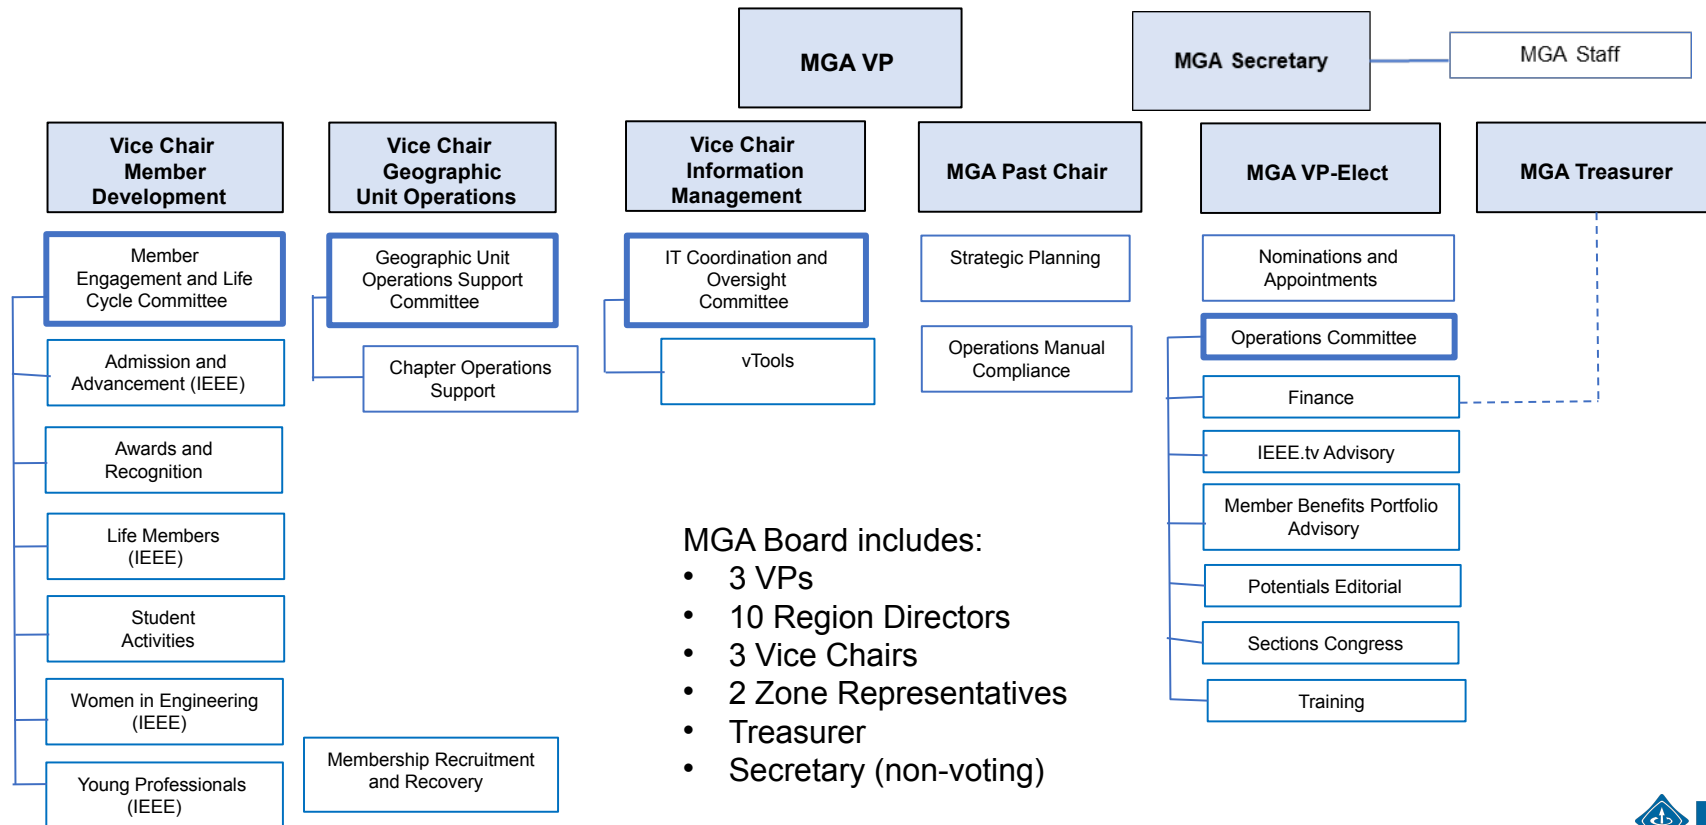 MGA VP
MGA Secretary
MGA Staff
Vice Chair
Member
Development
Vice Chair
Geographic
Unit Operations
Vice Chair
Information
Management
MGA Past Chair
MGA VP-Elect
MGA Treasurer
Member
Engagement and Life
Cycle Committee
Geographic Unit
Operations Support
Committee
IT Coordination and
Oversight
Committee
Strategic Planning
Nominations and
Appointments
Admission and
Advancement (IEEE)
Chapter Operations
Support
vTools
Operations Manual
Compliance
Operations Committee
Finance
Awards and
Recognition
IEEE.tv Advisory
Life Members
(IEEE)
Member Benefits Portfolio
Advisory
Student
Activities
Potentials Editorial
Sections Congress
Women in Engineering
(IEEE)
Training
Young Professionals
(IEEE)
Membership Recruitment
and Recovery
MGA Board includes:
• 3 VPs
• 10 Region Directors
• 3 Vice Chairs
• 2 Zone Representatives
• Treasurer
• Secretary (non-voting)